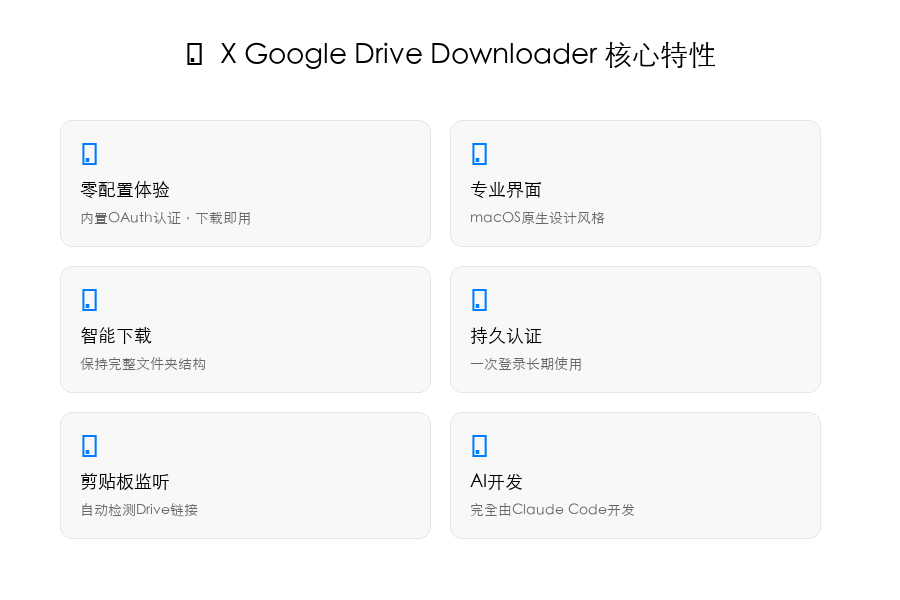 X Google Drive Downloader 核心特性
零配置体验
内置OAuth认证，下载即用
专业界面
macOS原生设计风格
智能下载
保持完整文件夹结构
持久认证
一次登录长期使用
剪贴板监听
自动检测Drive链接
AI开发
完全由Claude Code开发